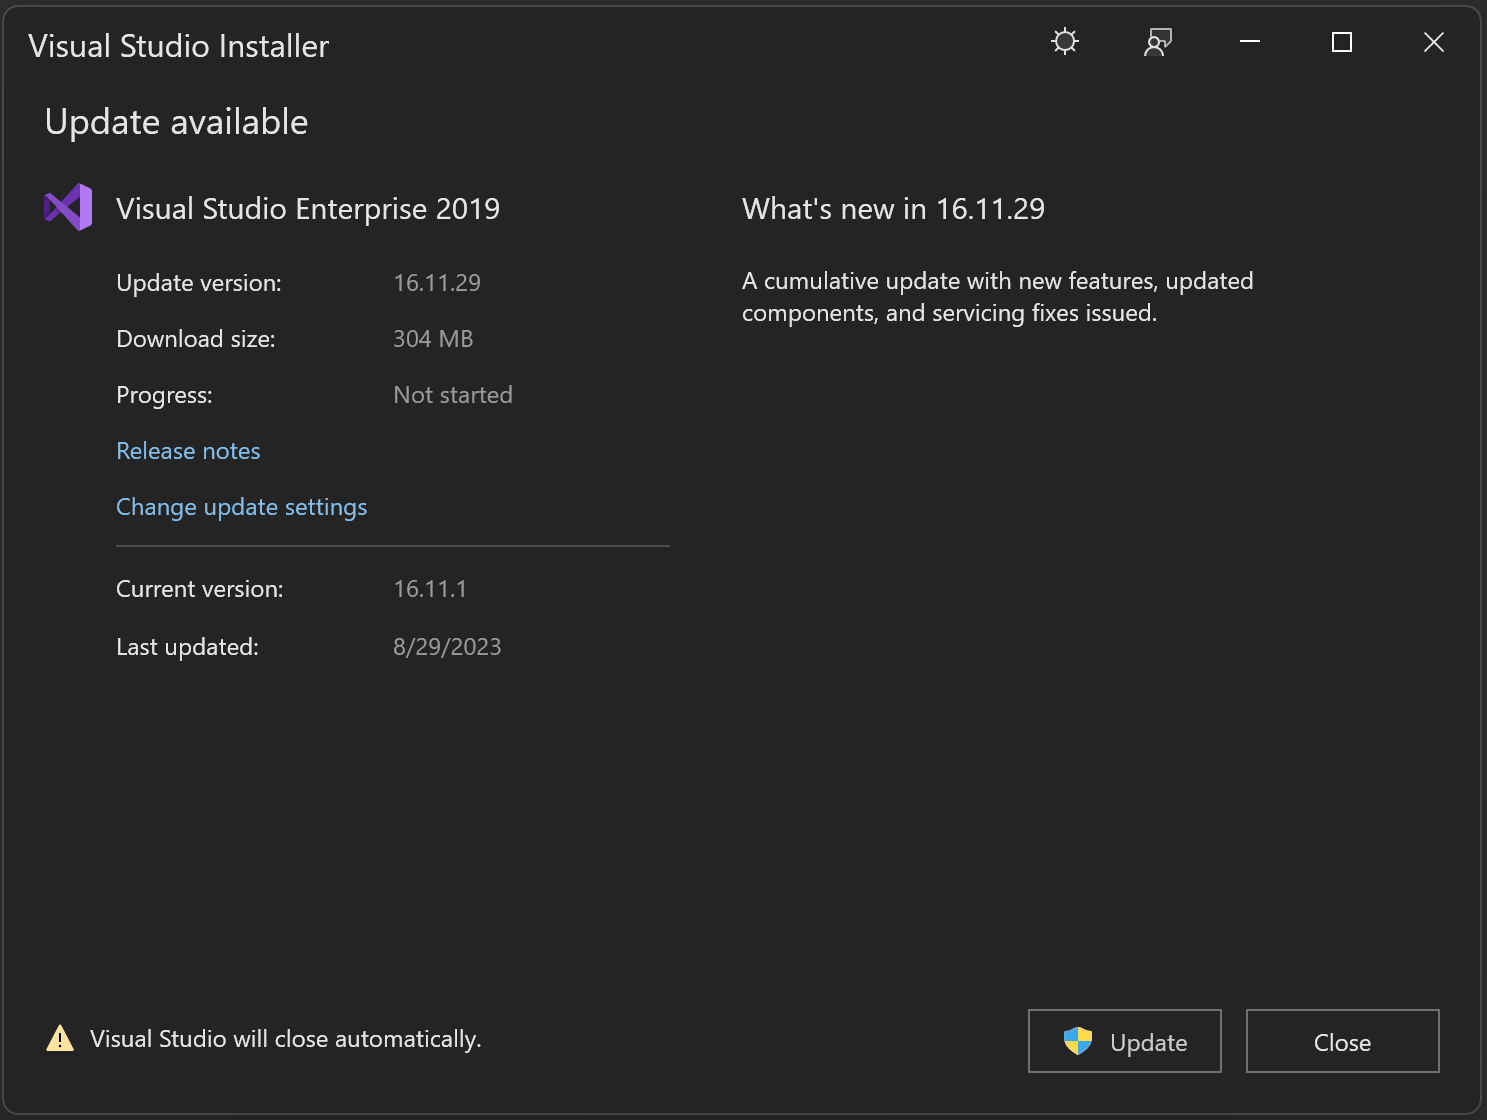 Visual Studio Installer
Update available
Visual Studio Enterprise 2019
Update version: 16.11.29
Download size: 304 MB
Progress: Not started
Release notes
Change update settings
Current version: 16.11.1
Last updated: 8/29/2023
What's new in 16.11.29
A cumulative update with new features, updated
components, and servicing fixes issued.
Visual Studio will close automatically.
Update
Close